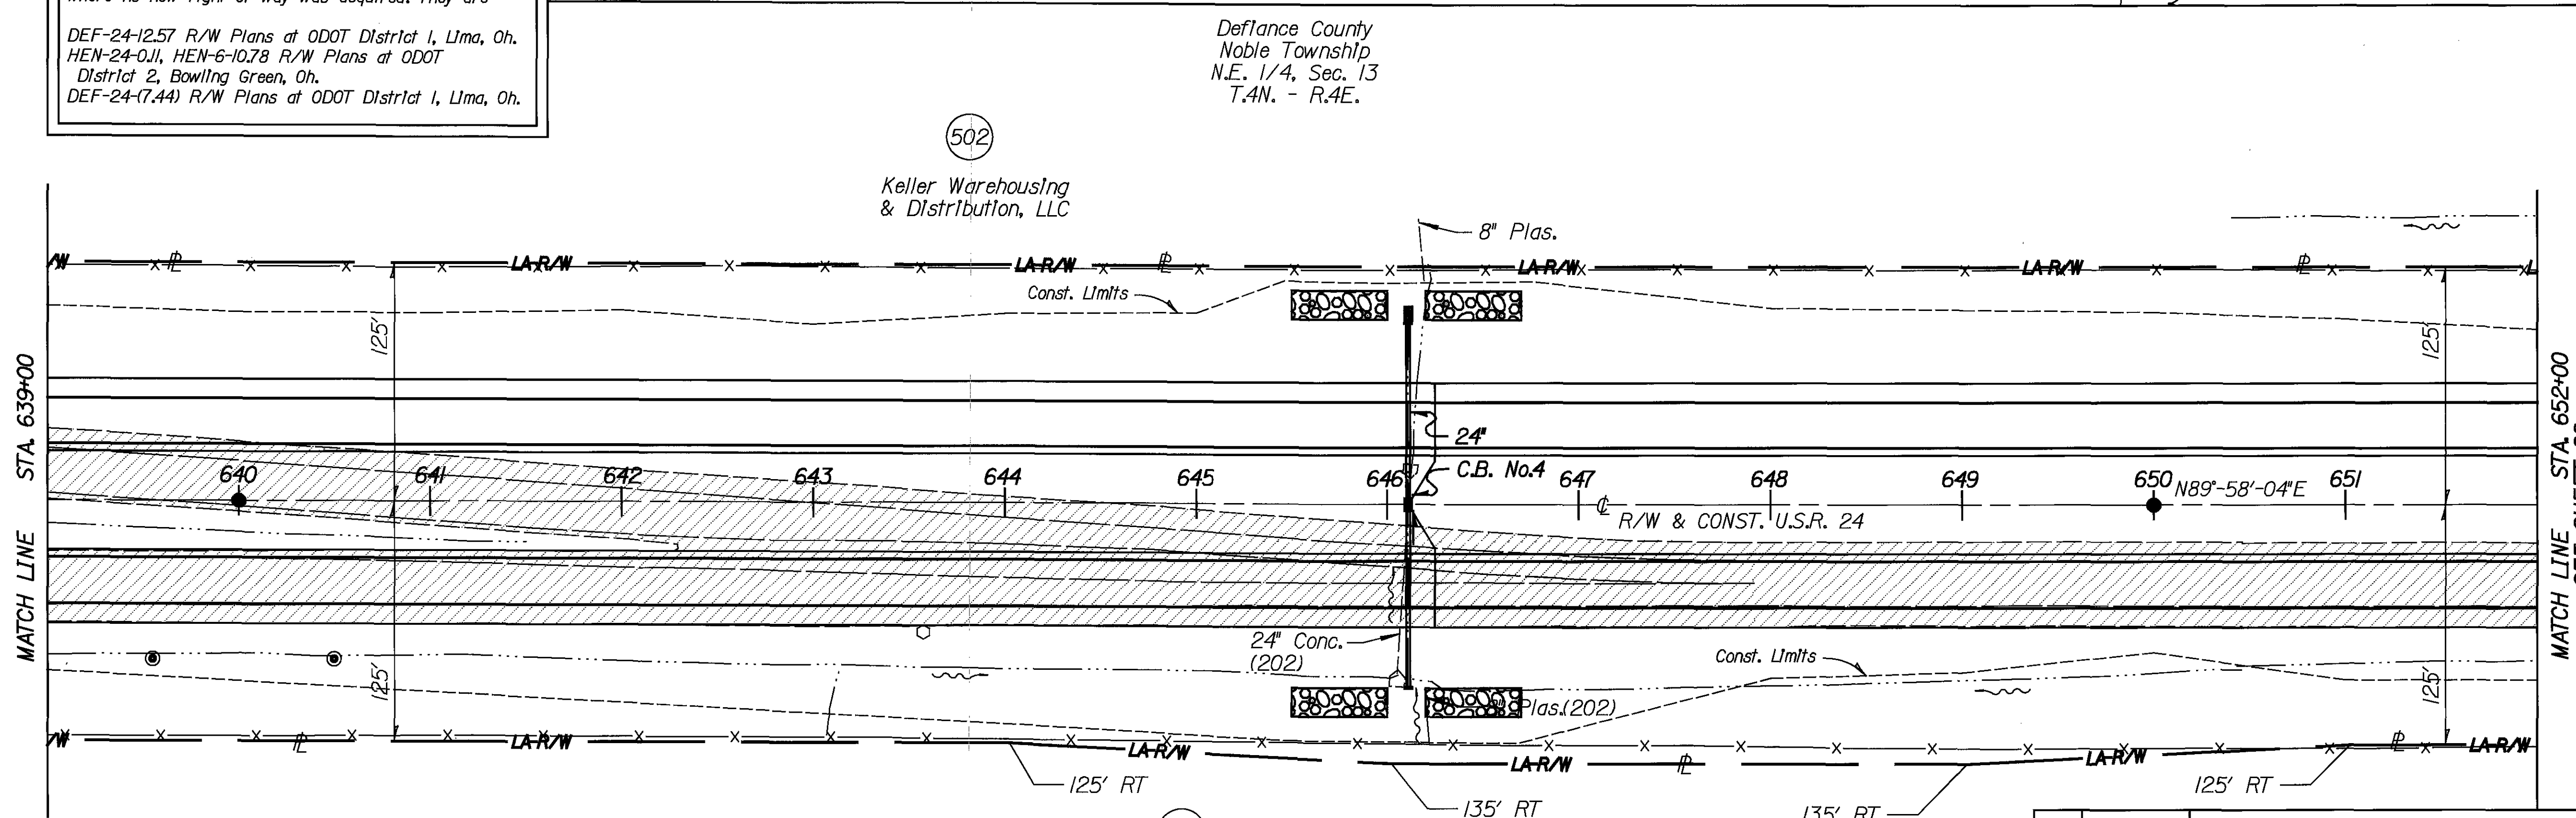 DEF-24-12.57 R/W Plans at ODOT District 1, Lima, Oh.
HEN-24-0.11, HEN-6-10.78 R/W Plans at ODOT
District 2, Bowling Green, Oh.
DEF-24-(7.44) R/W Plans at ODOT District 1, Lima, Oh.
Defiance County
Noble Township
N.E. 1/4, Sec. 13
T.4N. - R.4E.
502
Keller Warehousing
& Distribution, LLC
8" Plas.
/W
LA-R/W
LA-R/W
LA-R/W
LA-R/W
L
Const. Limits
125'
125'
MATCH LINE STA. 639+00
MATCH LINE STA. 652+00
24"
C.B. No.4
640
641
642
643
644
645
646
647
648
649
650
651
N89°-58'-04"E
R/W & CONST. U.S.R. 24
24" Conc.
(202)
Const. Limits
125'
125'
8" Plas.(202)
/W
LA-R/W
LA-R/W
LA-R/W
LA-R/W
LA-R/W
125' RT
135' RT
135' RT
125' RT